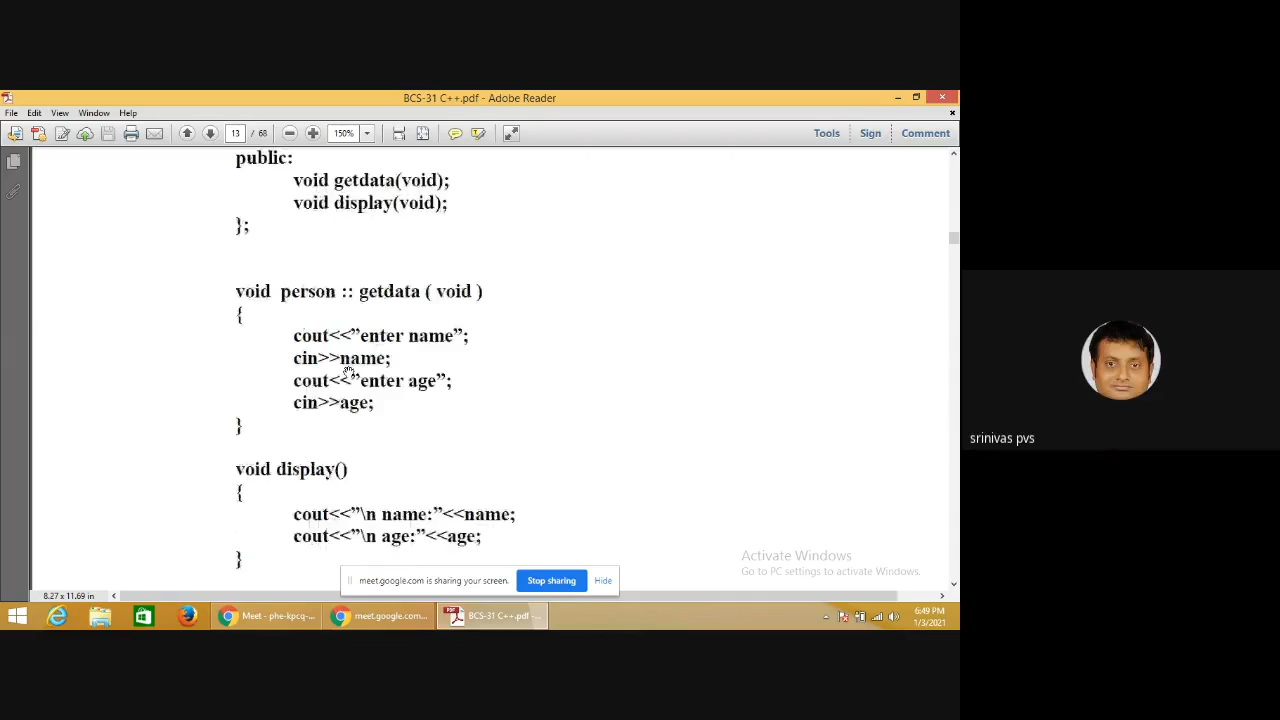 BCS-31 C++.pdf - Adobe Reader
File Edit View Window Help
13 / 68 150% Tools Sign Comment
public:
void getdata(void);
void display(void);
};
void person :: getdata ( void )
{
cout<<”enter name”;
cin>>name;
cout<<”enter age”;
cin>>age;
}
void display()
{
cout<<”\n name:”<<name;
cout<<”\n age:”<<age;
}
srinivas pvs
Activate Windows
Go to PC settings to activate Windows.
meet.google.com is sharing your screen. Stop sharing Hide
8.27 x 11.69 in
Meet - phe-kpcq-... meet.google.com... BCS-31 C++.pdf -...
6:49 PM
1/3/2021